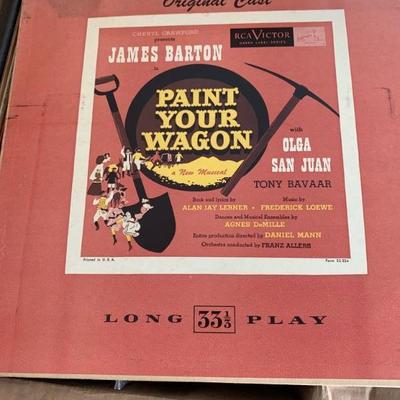 Original Cast
CHERYL CRAWFORD
presents
JAMES BARTON
in
RCA VICTOR
PAINT
YOUR
WAGON
a New Musical
with
OLGA
SAN JUAN
TONY BAVAAR
Book and lyrics by
ALAN JAY LERNER •
Music by
FREDERICK LOEWE
Dances and Musical Ensembles by
AGNES DeMILLE
Entire production directed by DANIEL MANN
Orchestra conducted by FRANZ ALLERS
Printed in U. S. A.
LONG 33 1/3 PLAY